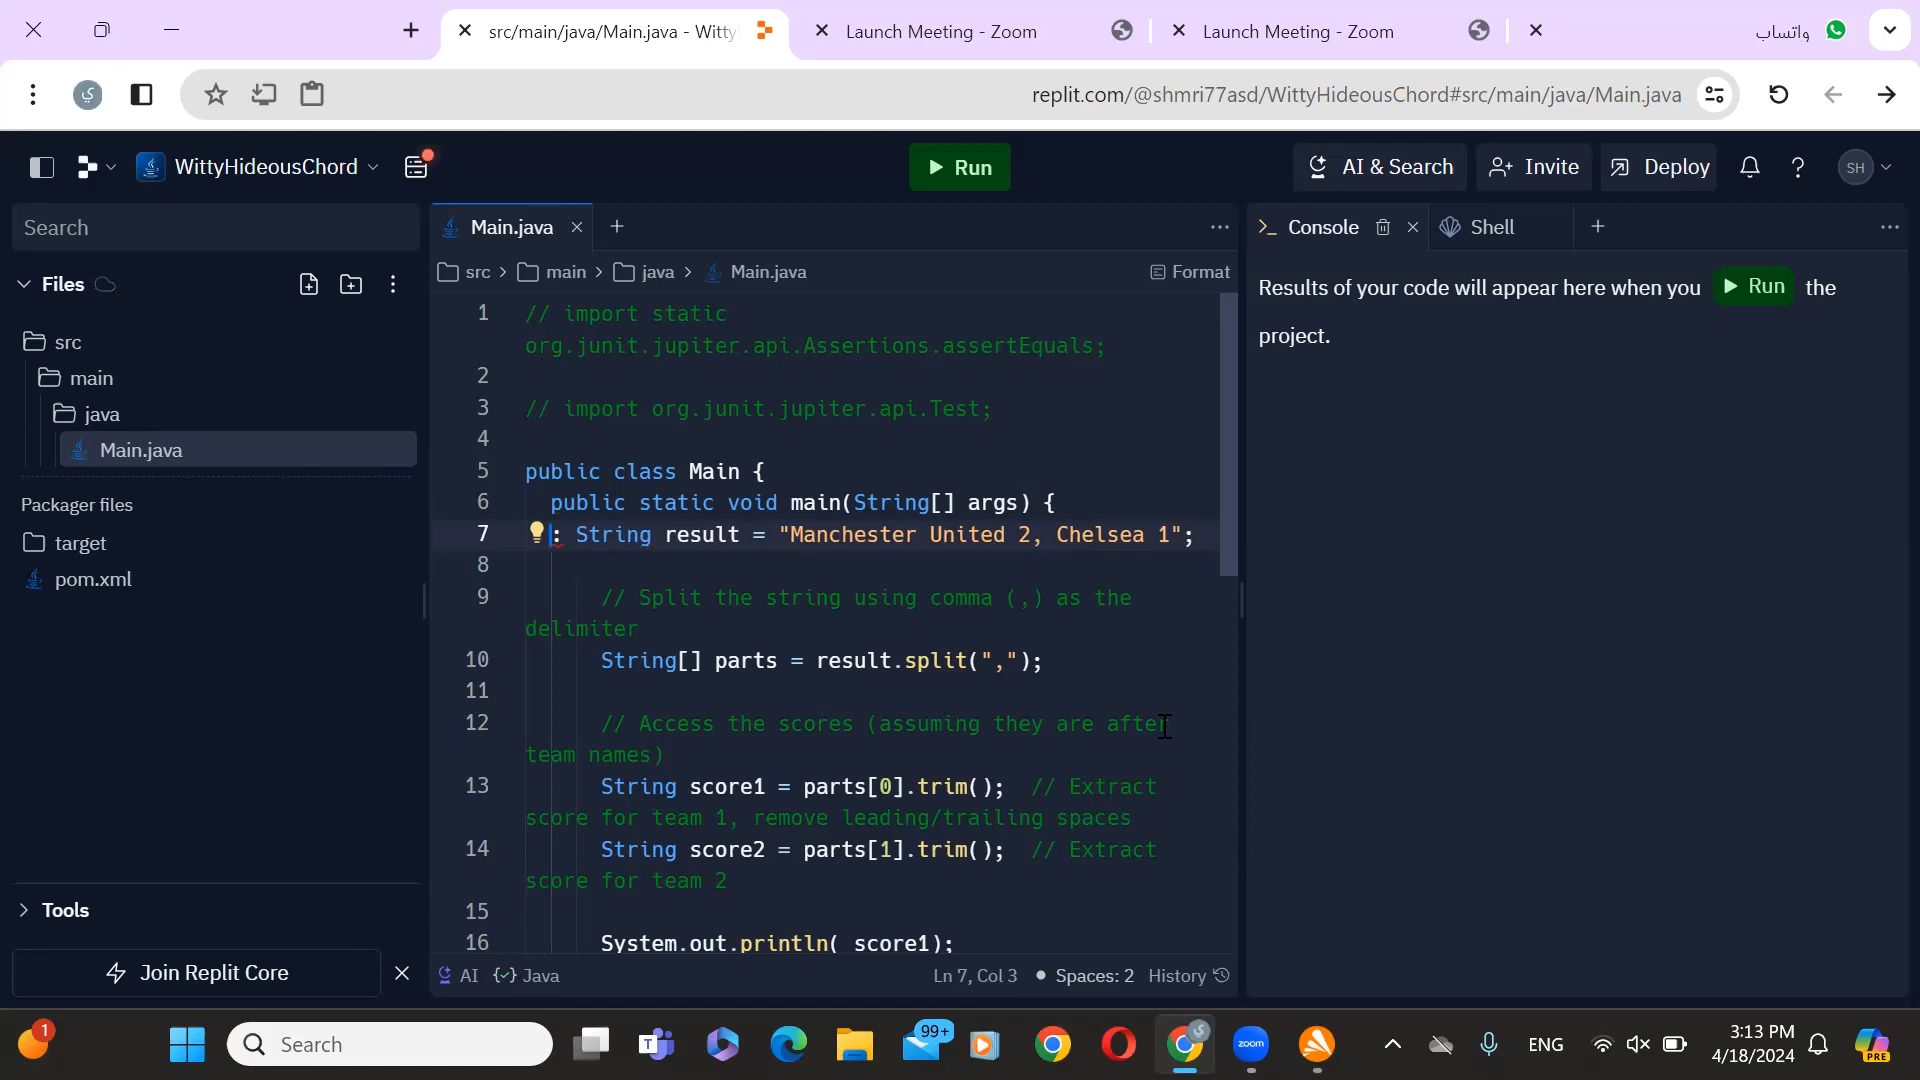 src/main/java/Main.java - Witty
Launch Meeting - Zoom
Launch Meeting - Zoom
واتساب
ي
replit.com/@shmri77asd/WittyHideousChord#src/main/java/Main.java
WittyHideousChord
Run
AI & Search
Invite
Deploy
?
SH
Search
Main.java
Console
Shell
src > main > java > Main.java
Format
Files
src
main
java
Main.java
Packager files
target
pom.xml
Tools
Join Replit Core
1 // import static
org.junit.jupiter.api.Assertions.assertEquals;
2
3 // import org.junit.jupiter.api.Test;
4
5 public class Main {
6 public static void main(String[] args) {
7 : String result = "Manchester United 2, Chelsea 1";
8
9 // Split the string using comma (,) as the
delimiter
10 String[] parts = result.split(",");
11
12 // Access the scores (assuming they are after
team names)
13 String score1 = parts[0].trim(); // Extract
score for team 1, remove leading/trailing spaces
14 String score2 = parts[1].trim(); // Extract
score for team 2
15
16 System.out.println( score1);
AI
Java
Ln 7, Col 3
Spaces: 2
History
Results of your code will appear here when you Run the
project.
1
Search
T
99+
ي
zoom
ENG
3:13 PM
4/18/2024
PRE